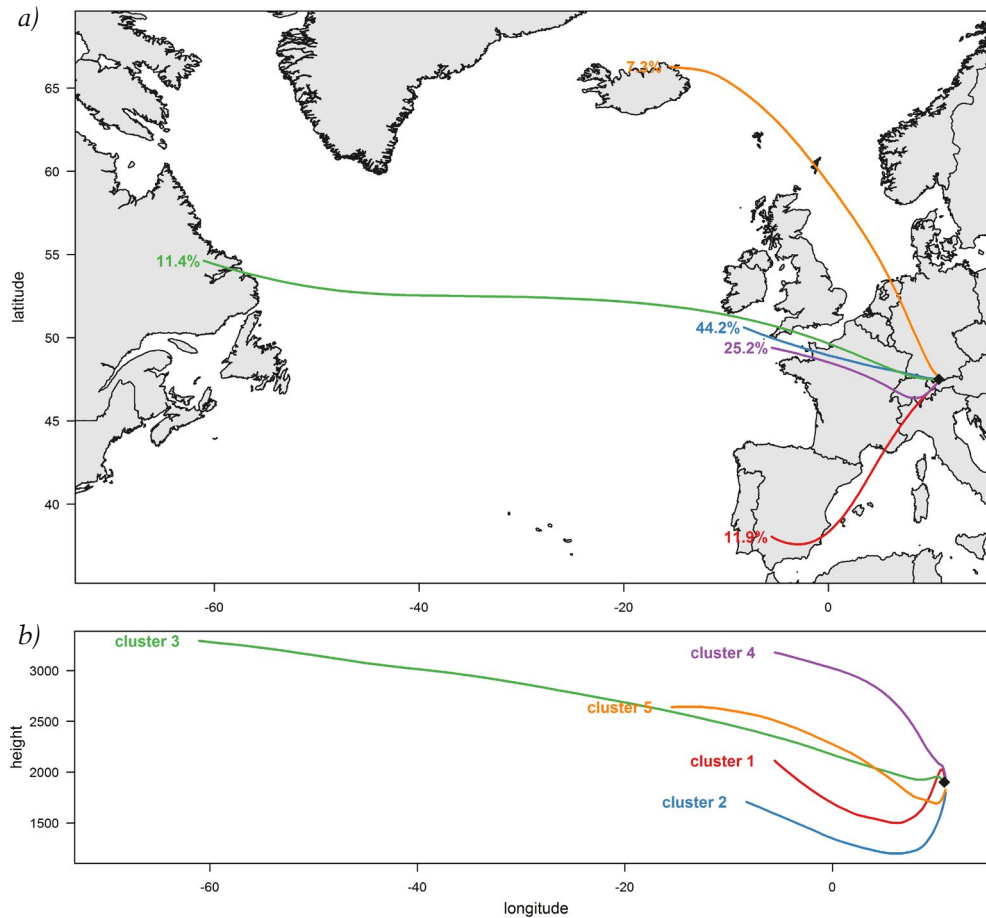 a)
65
60
55
50
45
40
latitude
7.3%
11.4%
44.2%
25.2%
11.9%
-60
-40
-20
0
b)
3000
2500
2000
1500
height
cluster 3
cluster 4
cluster 5
cluster 1
cluster 2
-60
-40
-20
0
longitude